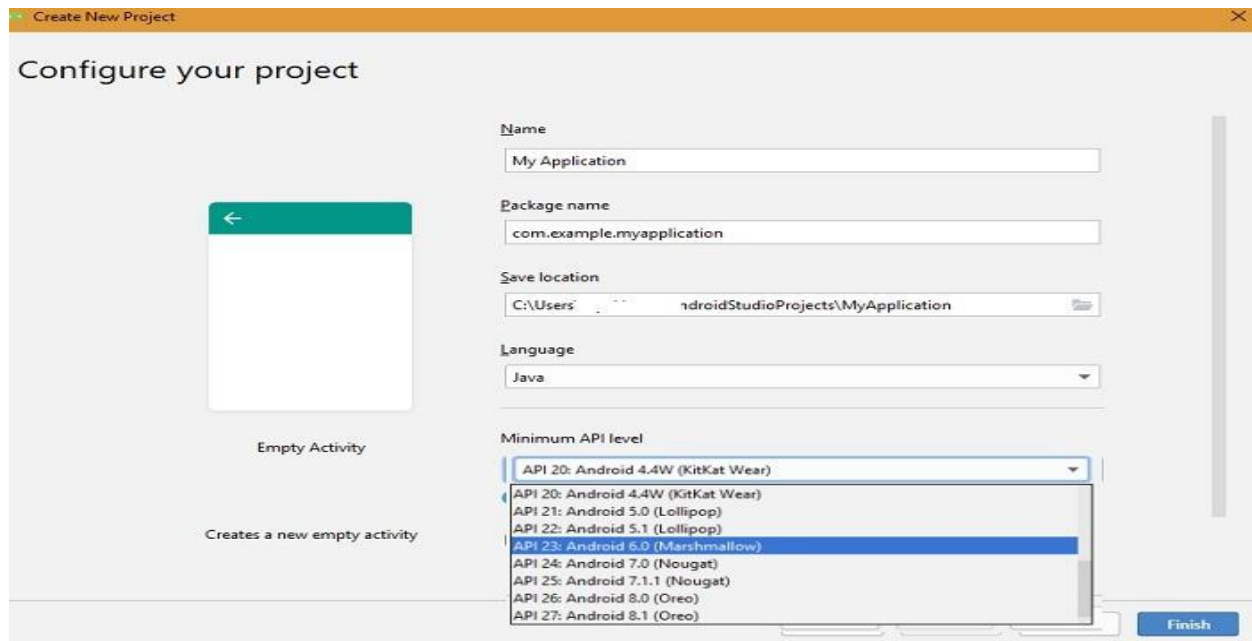 Create New Project
Configure your project
Name
My Application
Package name
com.example.myapplication
Save location
C:\Users ndroidStudioProjects\MyApplication
Language
Java
Empty Activity
Minimum API level
API 20: Android 4.4W (KitKat Wear)
API 20: Android 4.4W (KitKat Wear)
API 21: Android 5.0 (Lollipop)
API 22: Android 5.1 (Lollipop)
Creates a new empty activity
API 23: Android 6.0 (Marshmallow)
API 24: Android 7.0 (Nougat)
API 25: Android 7.1.1 (Nougat)
API 26: Android 8.0 (Oreo)
API 27: Android 8.1 (Oreo)
Finish